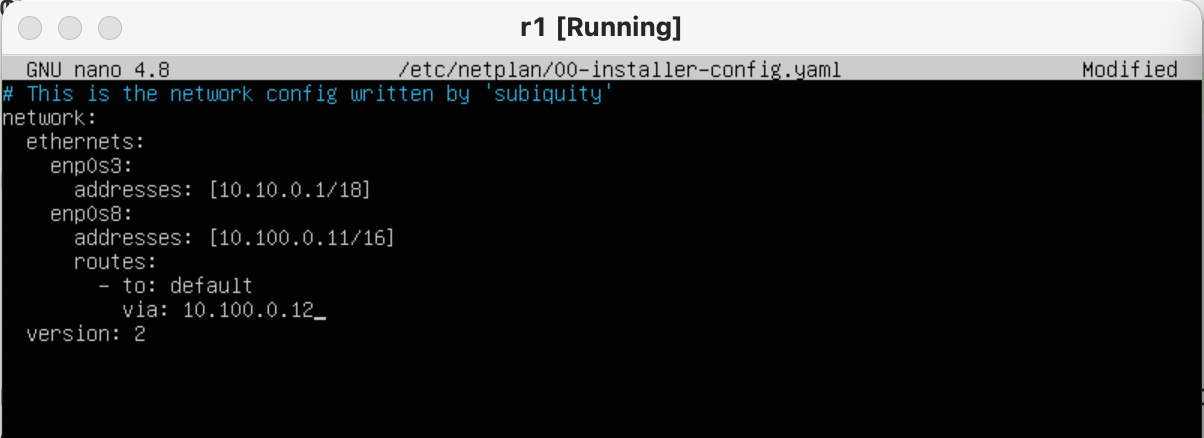 r1 [Running]
GNU nano 4.8 /etc/netplan/00-installer-config.yaml Modified
# This is the network config written by 'subiquity'
network:
  ethernets:
    enp0s3:
      addresses: [10.10.0.1/18]
    enp0s8:
      addresses: [10.100.0.11/16]
      routes:
        - to: default
          via: 10.100.0.12_
  version: 2